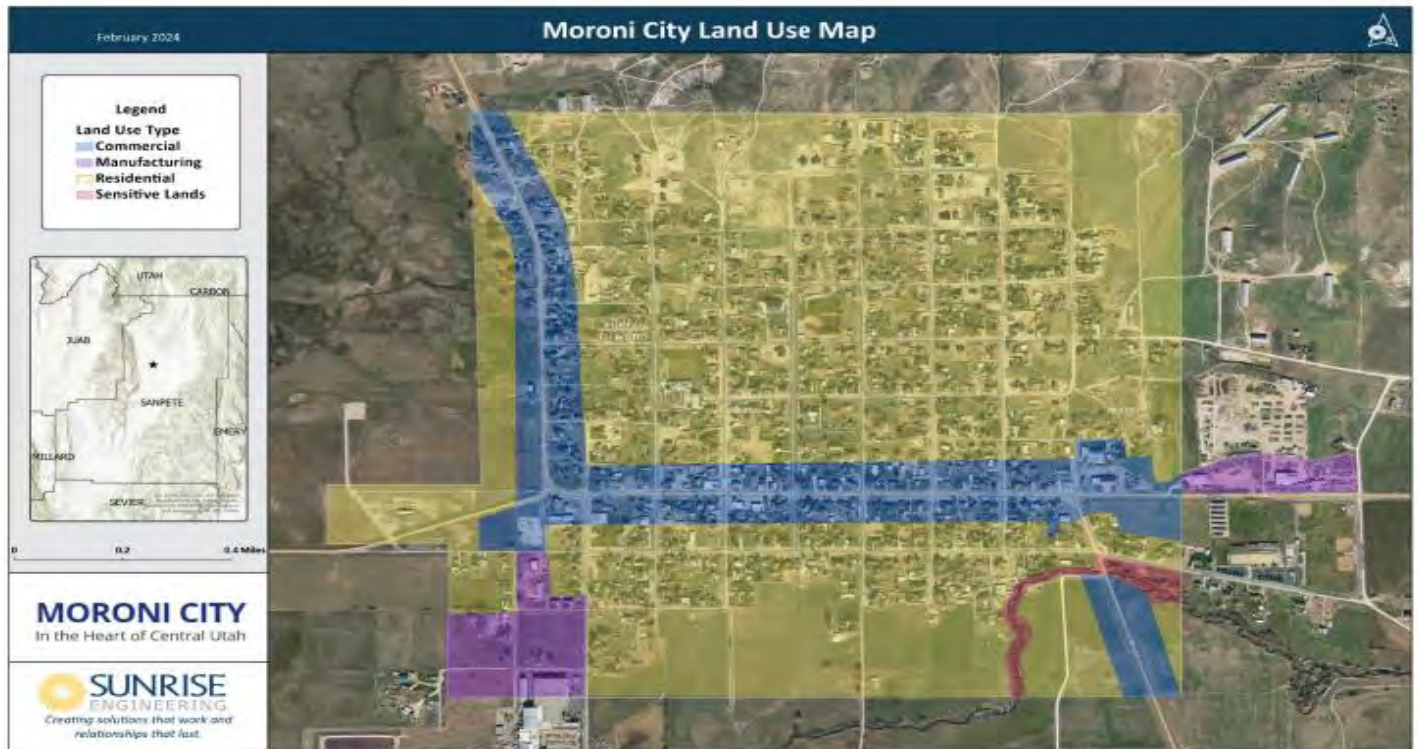 February 2024
Moroni City Land Use Map
Legend
Land Use Type
Commercial
Manufacturing
Residential
Sensitive Lands
UTAH
CARBON
JUAB
SANPETE
EMERY
MILLARD
SEVIER
0 0.2 0.4 Miles
MORONI CITY
In the Heart of Central Utah
SUNRISE
ENGINEERING
Creating solutions that work and
relationships that last.